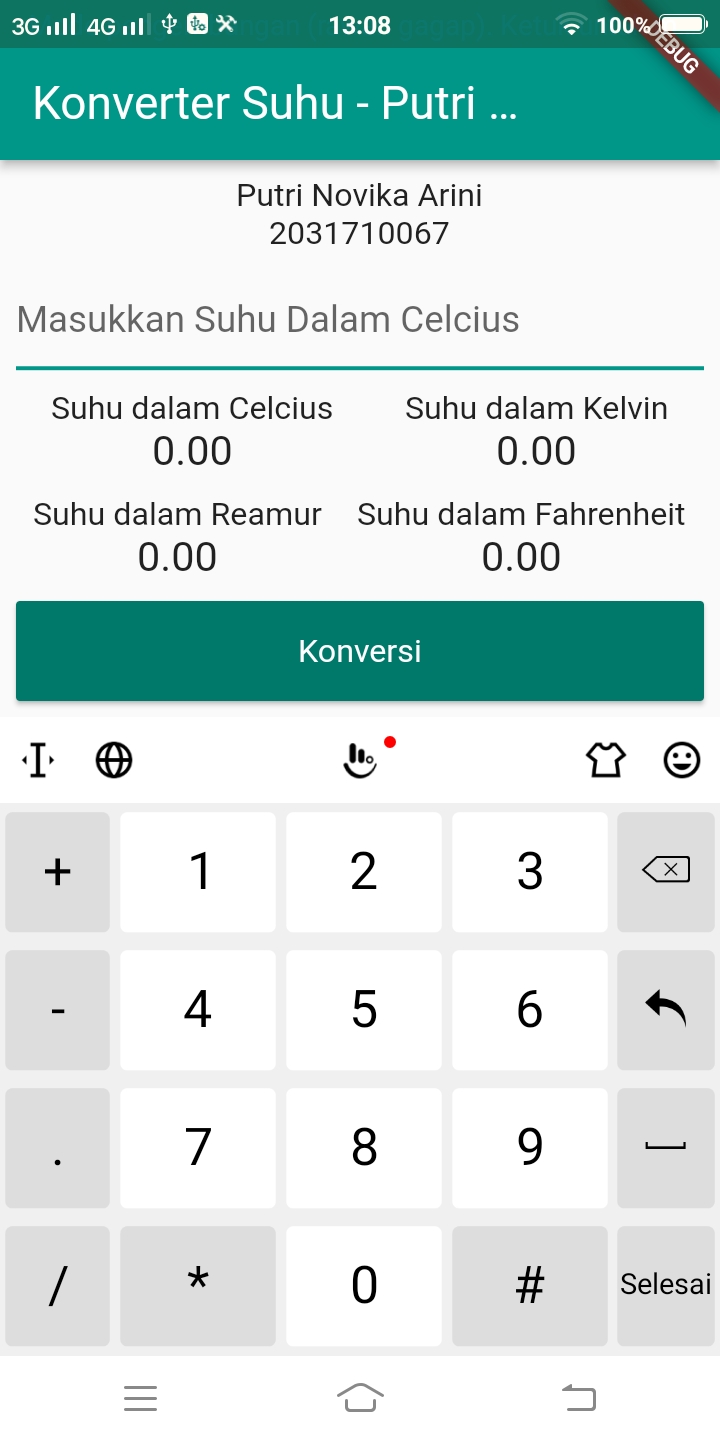 3G 4G 13:08 100%
DEBUG
Konverter Suhu - Putri ...
Putri Novika Arini
2031710067
Masukkan Suhu Dalam Celcius
Suhu dalam Celcius Suhu dalam Kelvin
0.00 0.00
Suhu dalam Reamur Suhu dalam Fahrenheit
0.00 0.00
Konversi
+ 1 2 3
- 4 5 6
. 7 8 9
/ * 0 # Selesai